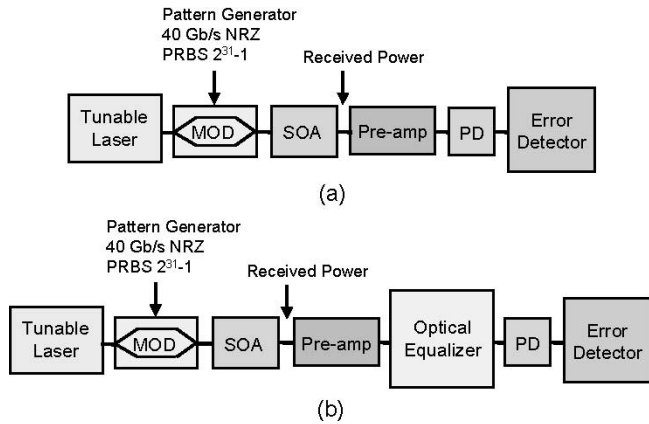 Pattern Generator
40 Gb/s NRZ
PRBS 2³¹-1
Received Power
Tunable
Laser
MOD
SOA
Pre-amp
PD
Error
Detector
(a)
Pattern Generator
40 Gb/s NRZ
PRBS 2³¹-1
Received Power
Tunable
Laser
MOD
SOA
Pre-amp
Optical
Equalizer
PD
Error
Detector
(b)